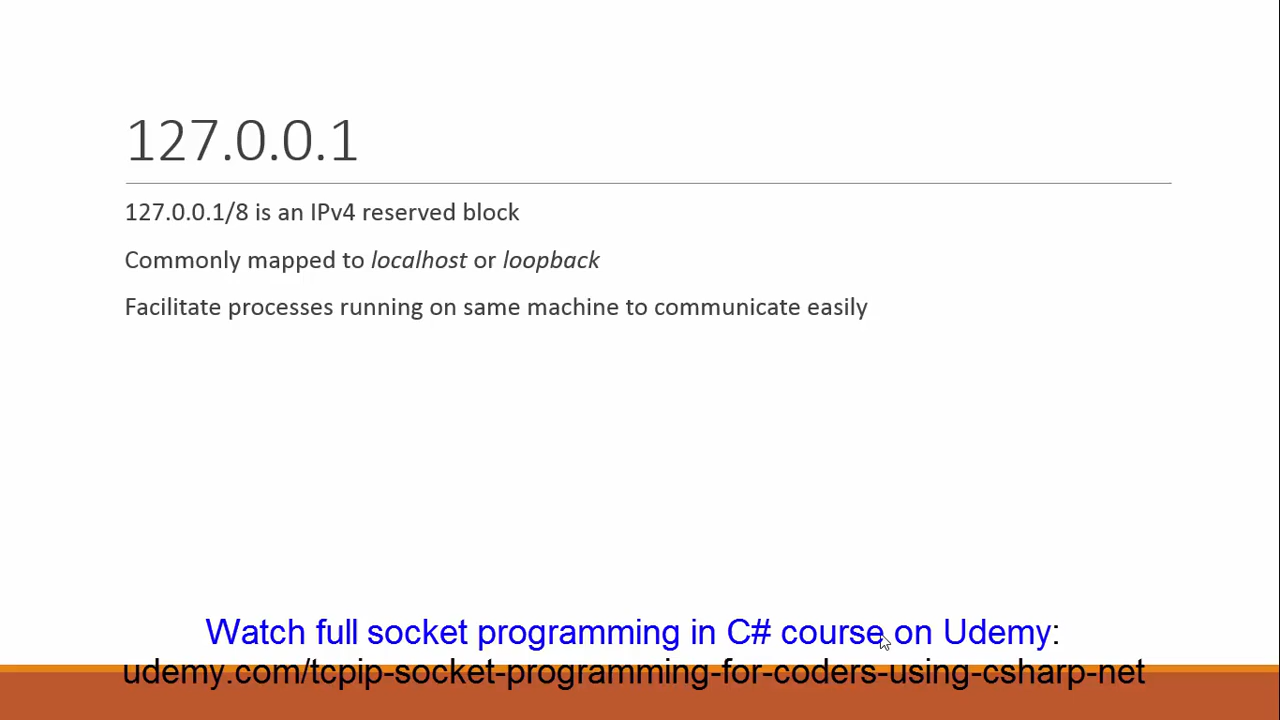 127.0.0.1
127.0.0.1/8 is an IPv4 reserved block
Commonly mapped to localhost or loopback
Facilitate processes running on same machine to communicate easily
Watch full socket programming in C# course on Udemy:
udemy.com/tcpip-socket-programming-for-coders-using-csharp-net